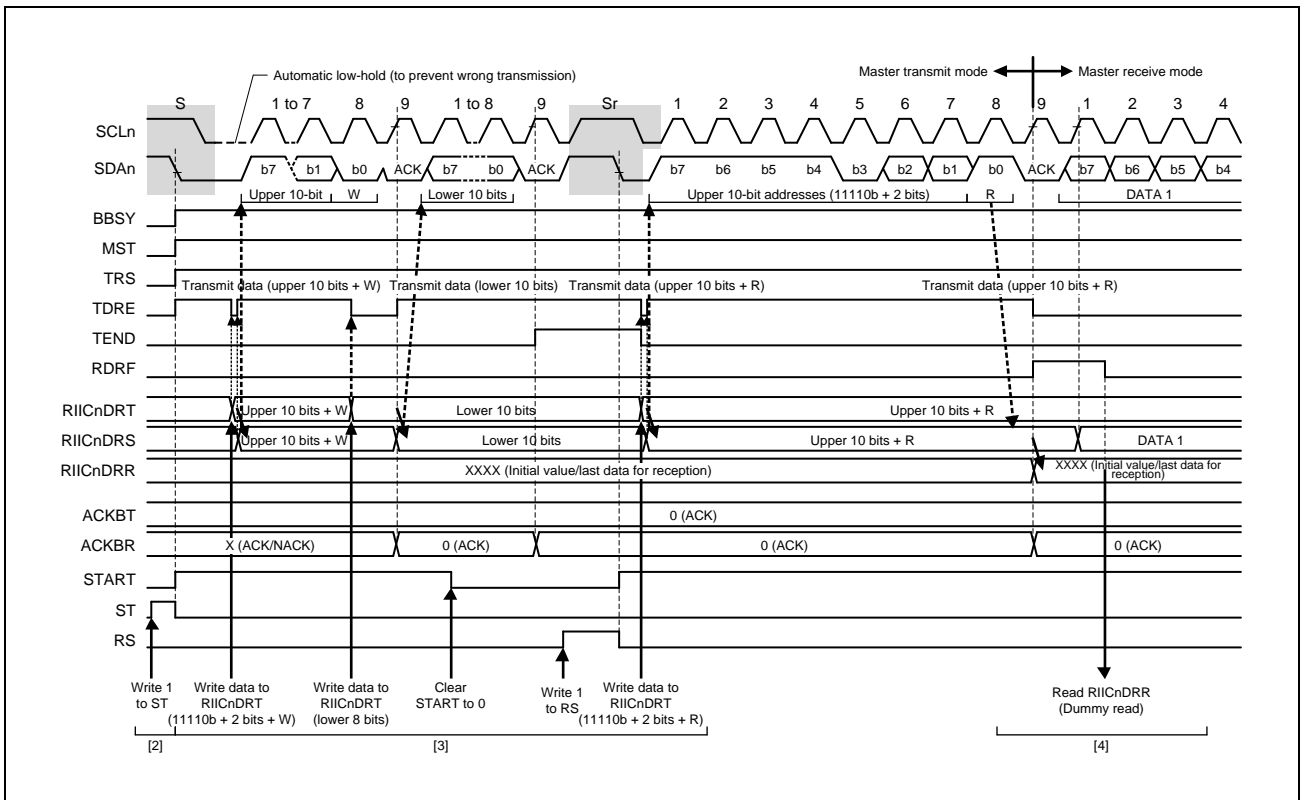 Automatic low-hold (to prevent wrong transmission)
Master transmit mode
Master receive mode
S 1 to 7 8 9 1 to 8 9 Sr 1 2 3 4 5 6 7 8 9 1 2 3 4
SCLn
SDAn b7 b1 b0 ACK b7 b0 ACK b7 b6 b5 b4 b3 b2 b1 b0 ACK b7 b6 b5 b4
Upper 10-bit W Lower 10 bits Upper 10-bit addresses (11110b + 2 bits) R DATA 1
BBSY
MST
TRS
Transmit data (upper 10 bits + W) Transmit data (lower 10 bits) Transmit data (upper 10 bits + R) Transmit data (upper 10 bits + R)
TDRE
TEND
RDRF
RIICnDRT Upper 10 bits + W Lower 10 bits Upper 10 bits + R
RIICnDRS Upper 10 bits + W Lower 10 bits Upper 10 bits + R DATA 1
RIICnDRR XXXX (Initial value/last data for reception) XXXX (Initial value/last data for
reception)
ACKBT 0 (ACK)
ACKBR X (ACK/NACK) 0 (ACK) 0 (ACK) 0 (ACK)
START
ST
RS
Write 1
to ST
Write data to
RIICnDRT
(11110b + 2 bits + W)
Write data to
RIICnDRT
(lower 8 bits)
Clear
START to 0
Write 1
to RS
Write data to
RIICnDRT
(11110b + 2 bits + R)
Read RIICnDRR
(Dummy read)
[2] [3] [4]